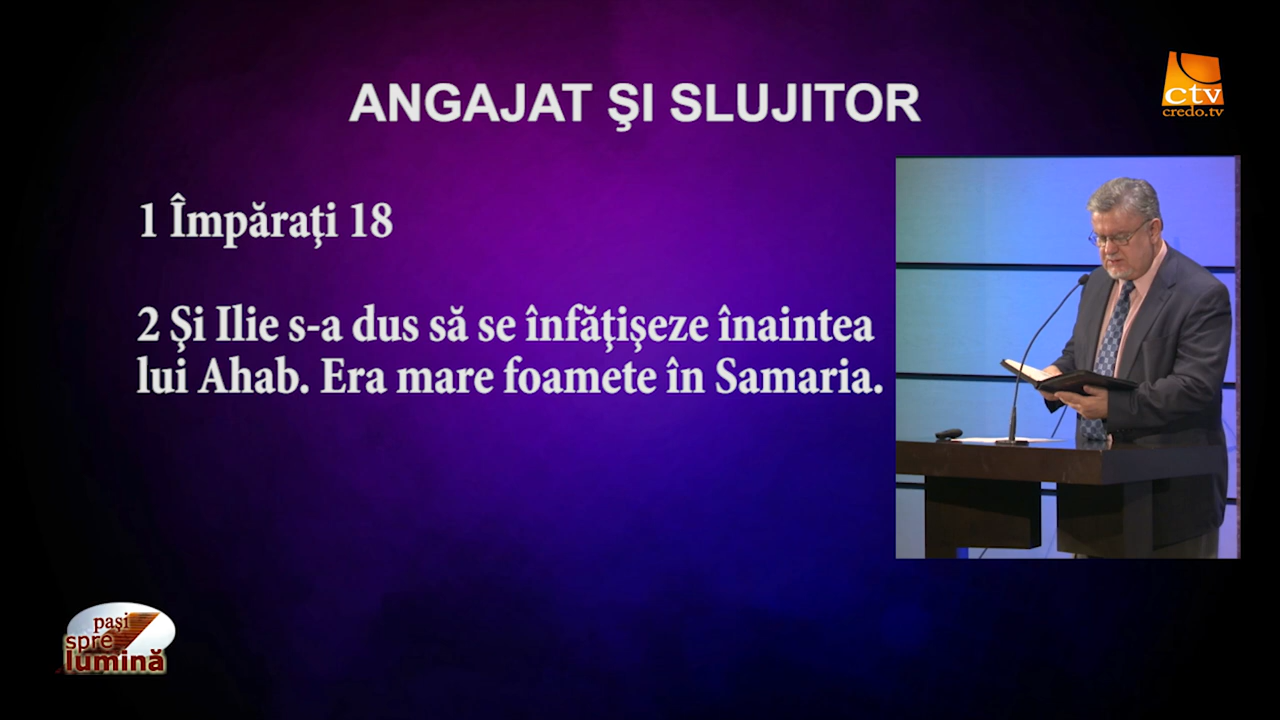 ANGAJAT ŞI SLUJITOR
ctv
credo.tv
1 Împăraţi 18
2 Şi Ilie s-a dus să se înfăţişeze înaintea
lui Ahab. Era mare foamete în Samaria.
paşi
spre
lumină